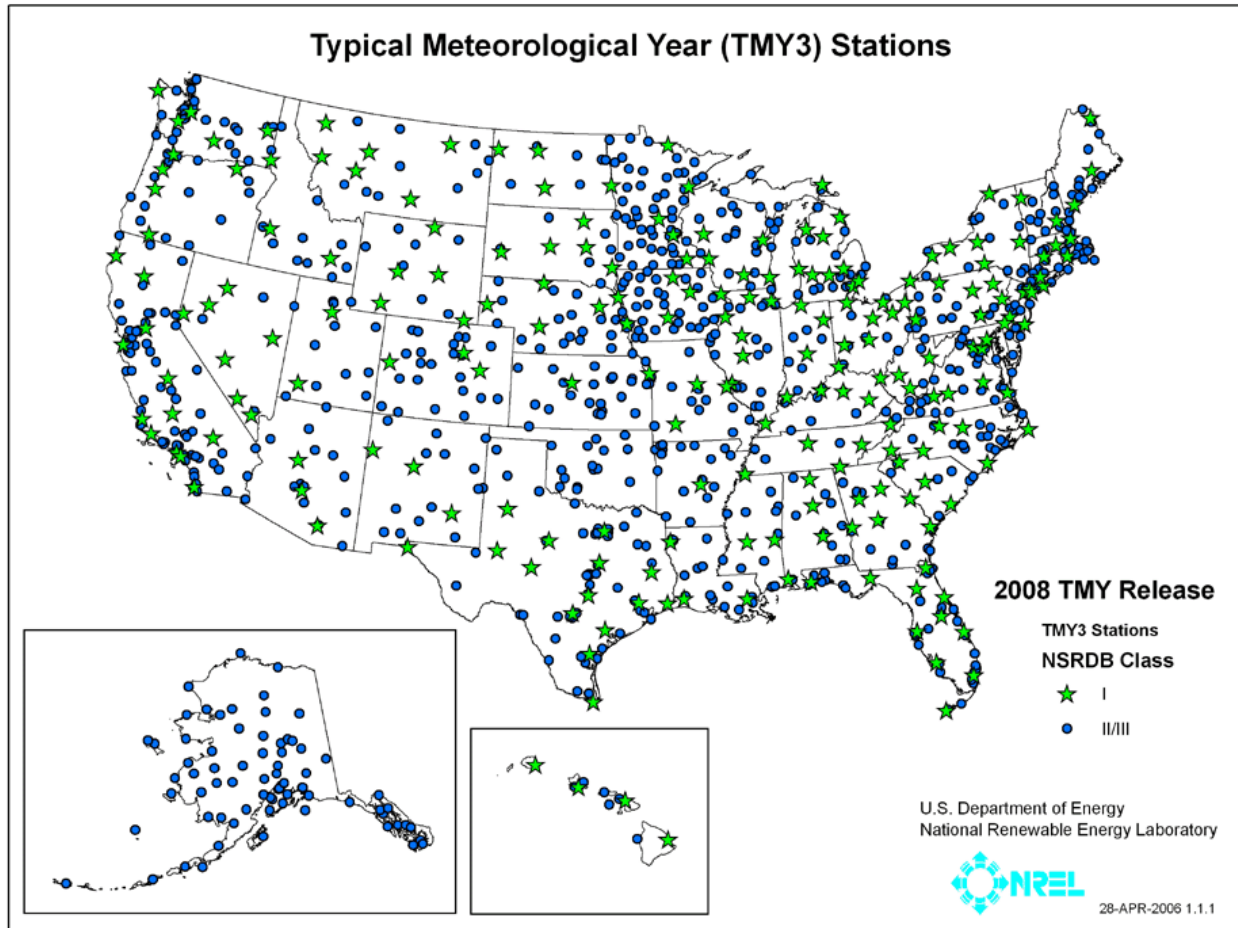 Typical Meteorological Year (TMY3) Stations
2008 TMY Release
TMY3 Stations
NSRDB Class
I
II/III
U.S. Department of Energy
National Renewable Energy Laboratory
NREL
28-APR-2006 1.1.1